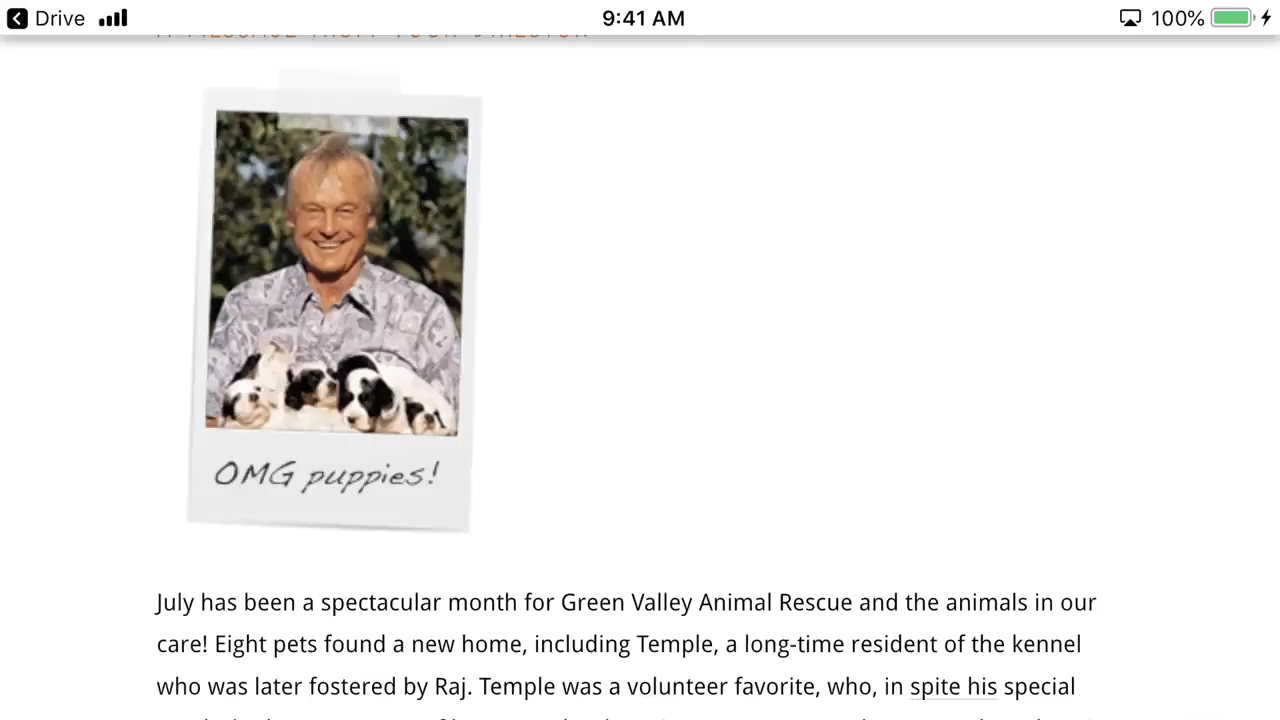 Drive 9:41 AM 100%
OMG puppies!
July has been a spectacular month for Green Valley Animal Rescue and the animals in our
care! Eight pets found a new home, including Temple, a long-time resident of the kennel
who was later fostered by Raj. Temple was a volunteer favorite, who, in spite his special